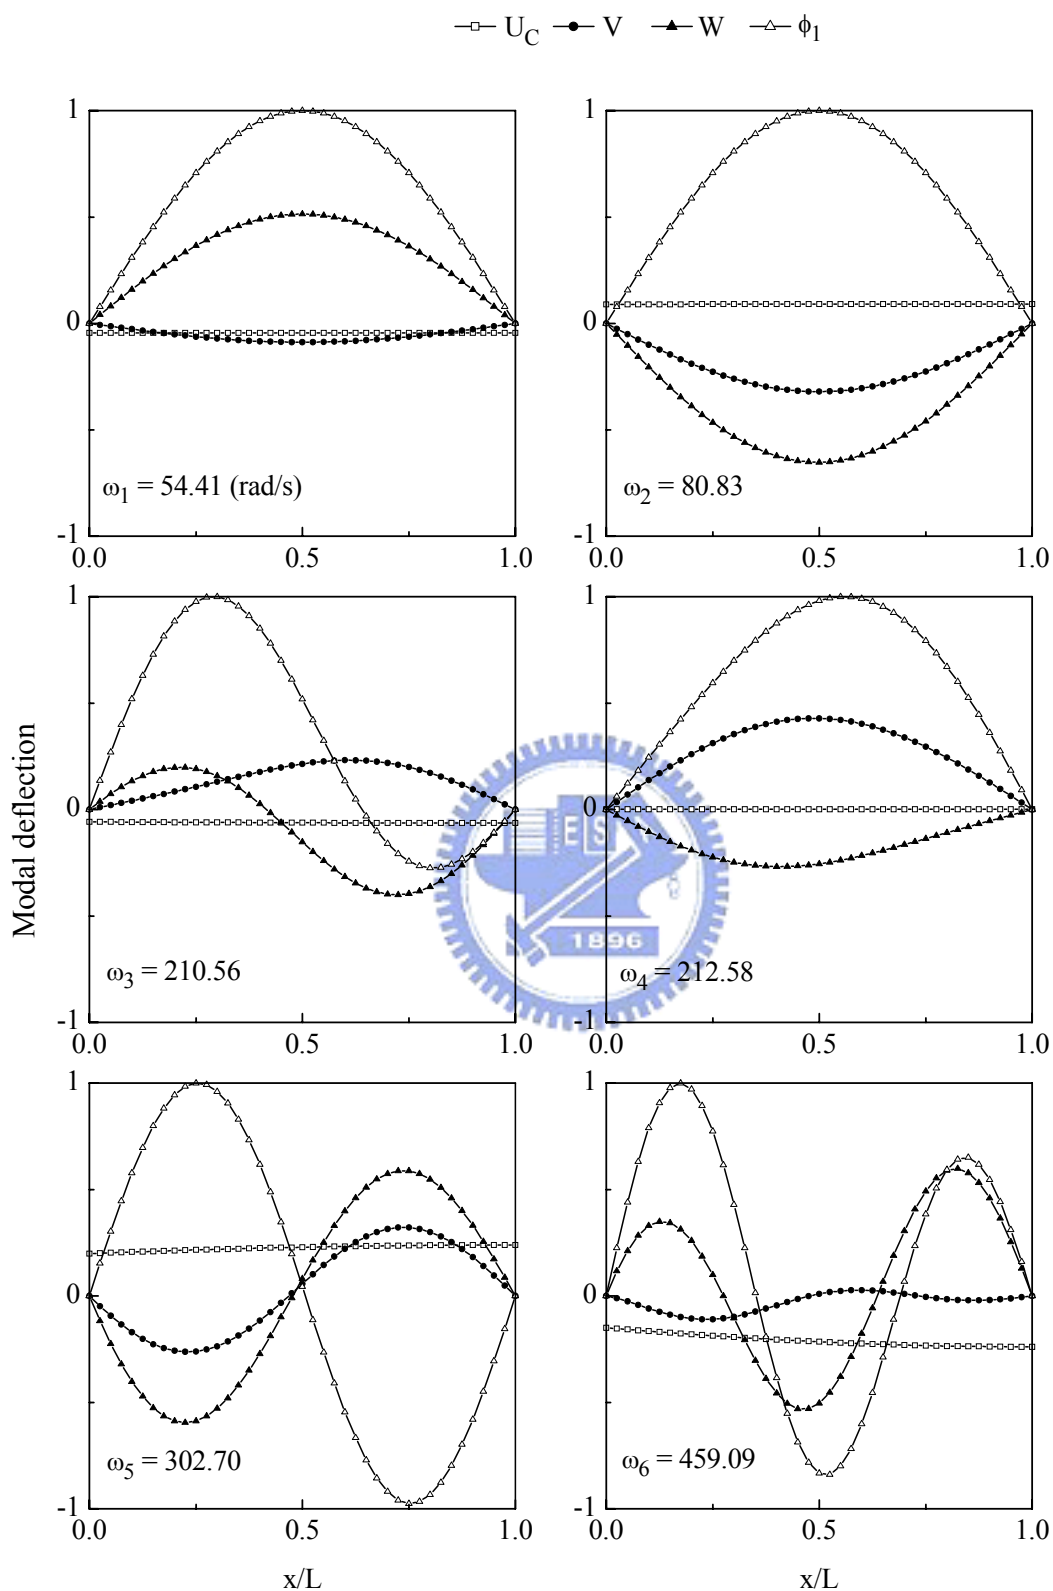 U_C V W ϕ_1
1
0
-1
0.0 0.5 1.0
ω_1 = 54.41 (rad/s)
1
0
-1
0.0 0.5 1.0
ω_2 = 80.83
Modal deflection
1
0
-1
0.0 0.5 1.0
ω_3 = 210.56
1
0
-1
0.0 0.5 1.0
ω_4 = 212.58
E S
1896
1
0
-1
0.0 0.5 1.0
ω_5 = 302.70
x/L
1
0
-1
0.0 0.5 1.0
ω_6 = 459.09
x/L